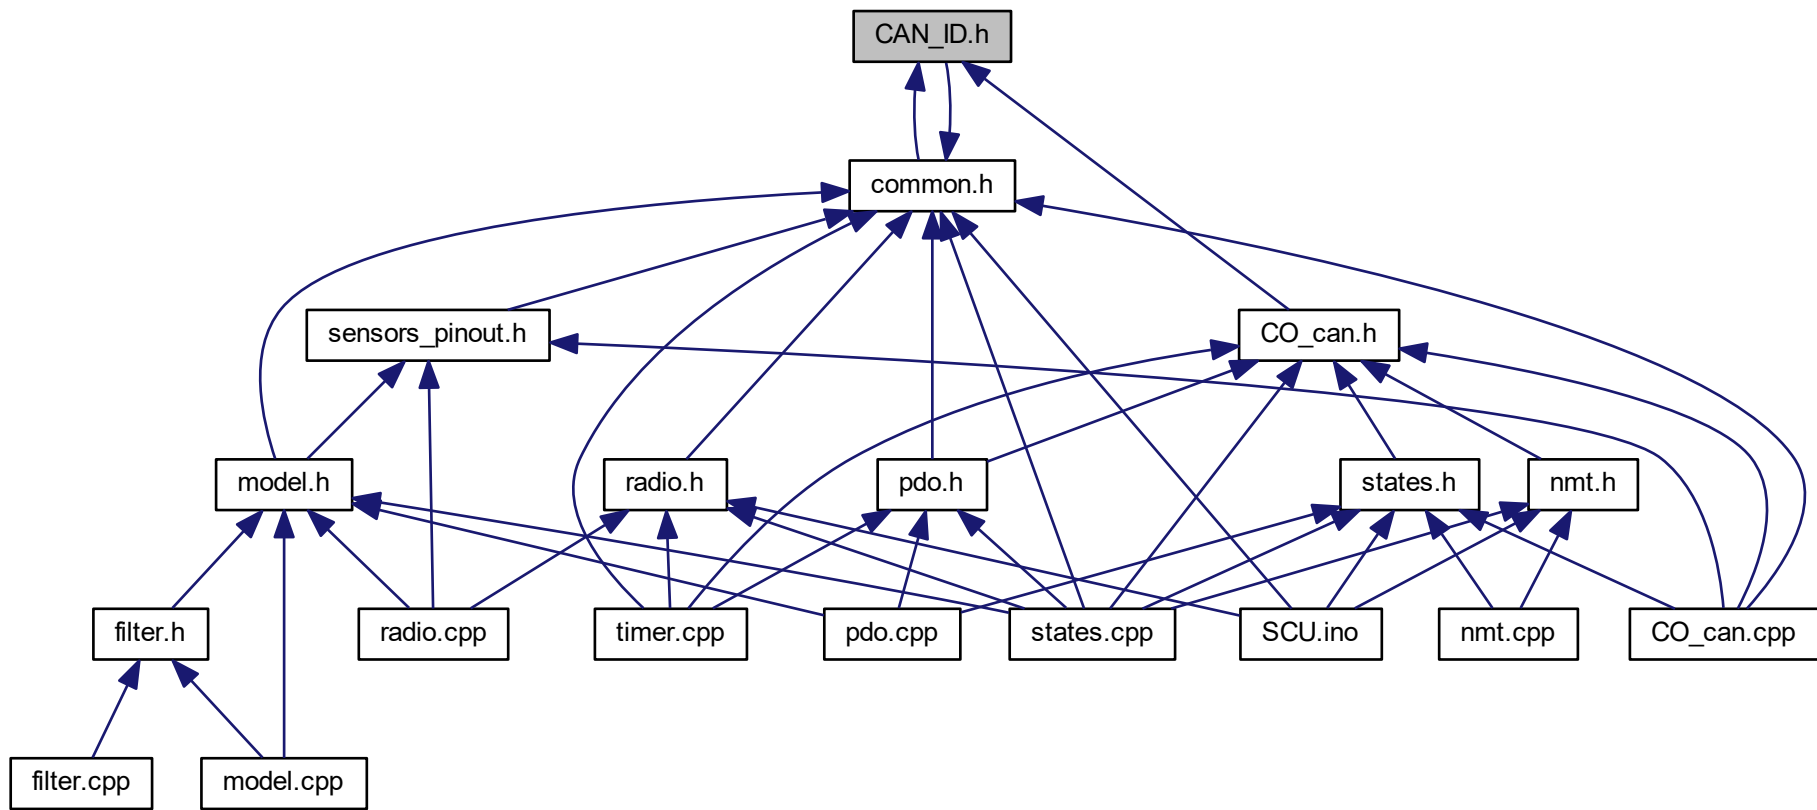 CAN_ID.h
common.h
sensors_pinout.h
CO_can.h
model.h
radio.h
pdo.h
states.h
nmt.h
filter.h
radio.cpp
timer.cpp
pdo.cpp
states.cpp
SCU.ino
nmt.cpp
CO_can.cpp
filter.cpp
model.cpp